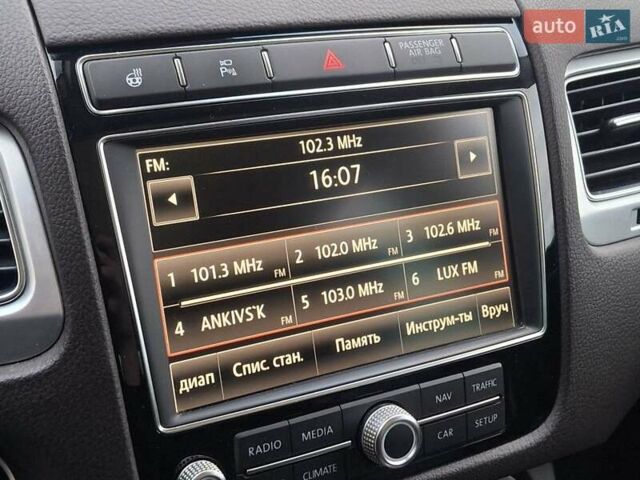 auto RIA
.com
P
PASSENGER
AIR BAG
102.3 MHz
FM:
16:07
1 101.3 MHz FM
2 102.0 MHz FM
3 102.6 MHz FM
4 ANKIVS`K FM
5 103.0 MHz FM
6 LUX FM
диап
Спис. стан.
Память
Инструм-ты
Вруч
RADIO
MEDIA
NAV
TRAFFIC
CLIMATE
CAR
SETUP